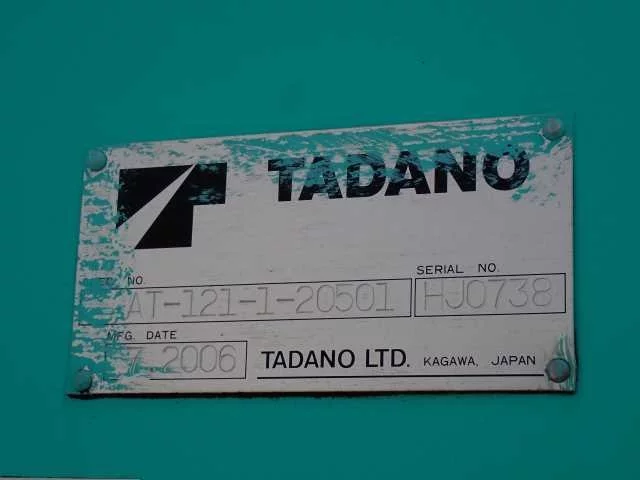 TADANO
NO.
AT-121-1-20501
SERIAL NO.
HJ0738
MFG. DATE
7.2006
TADANO LTD. KAGAWA, JAPAN